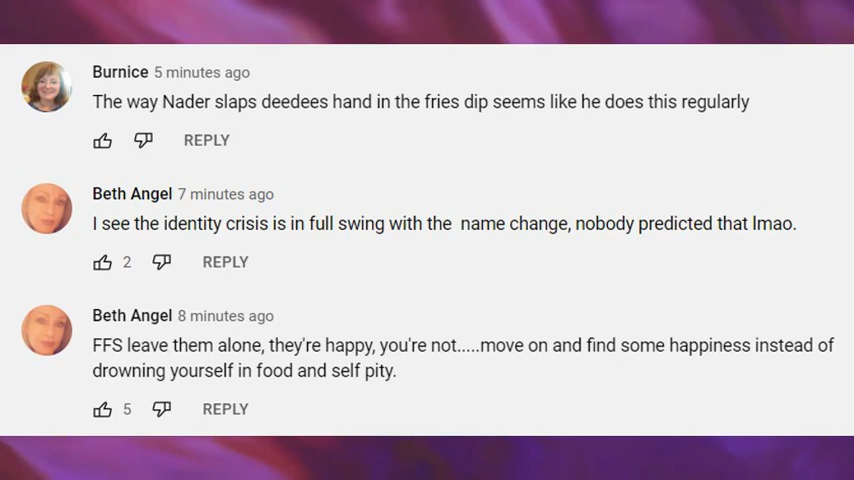 Burnice 5 minutes ago
The way Nader slaps deedees hand in the fries dip seems like he does this regularly
REPLY
Beth Angel 7 minutes ago
I see the identity crisis is in full swing with the  name change, nobody predicted that lmao.
2 REPLY
Beth Angel 8 minutes ago
FFS leave them alone, they're happy, you're not.....move on and find some happiness instead of
drowning yourself in food and self pity.
5 REPLY